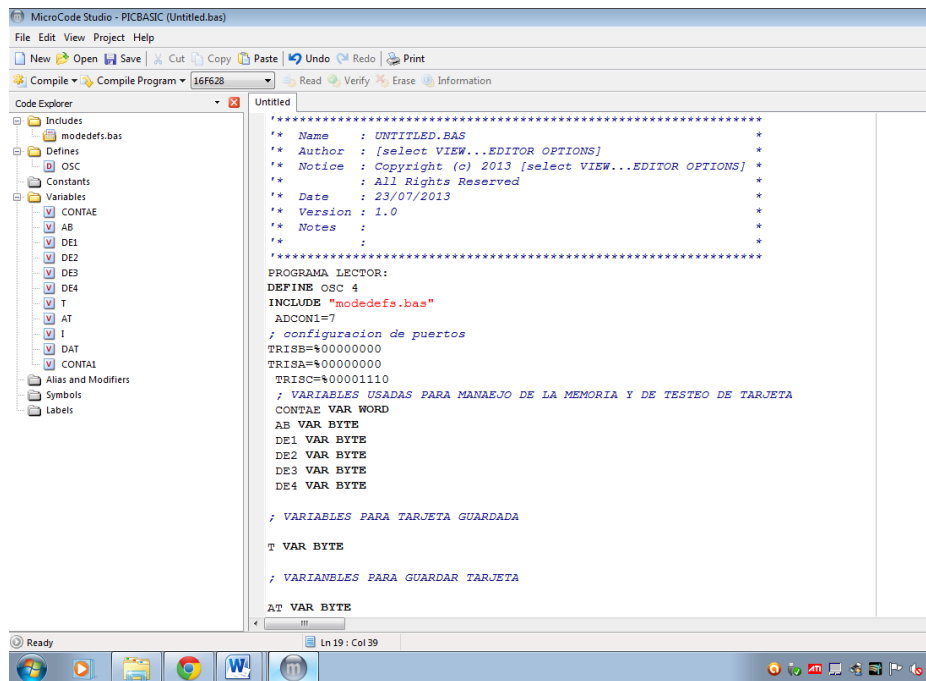 MicroCode Studio - PICBASIC (Untitled.bas)
File Edit View Project Help
New Open Save Cut Copy Paste Undo Redo Print
Compile Compile Program 16F628 Read Verify Erase Information
Code Explorer
Includes
modedefs.bas
Defines
D OSC
Constants
Variables
V CONTAE
V AB
V DE1
V DE2
V DE3
V DE4
V T
V AT
V I
V DAT
V CONTA1
Alias and Modifiers
Symbols
Labels
Untitled
'****************************************************************
'* Name : UNTITLED.BAS *
'* Author : [select VIEW...EDITOR OPTIONS] *
'* Notice : Copyright (c) 2013 [select VIEW...EDITOR OPTIONS] *
'* : All Rights Reserved *
'* Date : 23/07/2013 *
'* Version : 1.0 *
'* Notes : *
'* : *
'****************************************************************
PROGRAMA LECTOR:
DEFINE OSC 4
INCLUDE "modedefs.bas"
ADCON1=7
; configuracion de puertos
TRISB=%00000000
TRISA=%00000000
TRISC=%00001110
; VARIABLES USADAS PARA MANAEJO DE LA MEMORIA Y DE TESTEO DE TARJETA
CONTAE VAR WORD
AB VAR BYTE
DE1 VAR BYTE
DE2 VAR BYTE
DE3 VAR BYTE
DE4 VAR BYTE
; VARIABLES PARA TARJETA GUARDADA
T VAR BYTE
; VARIANBLES PARA GUARDAR TARJETA
AT VAR BYTE
Ready
Ln 19 : Col 39